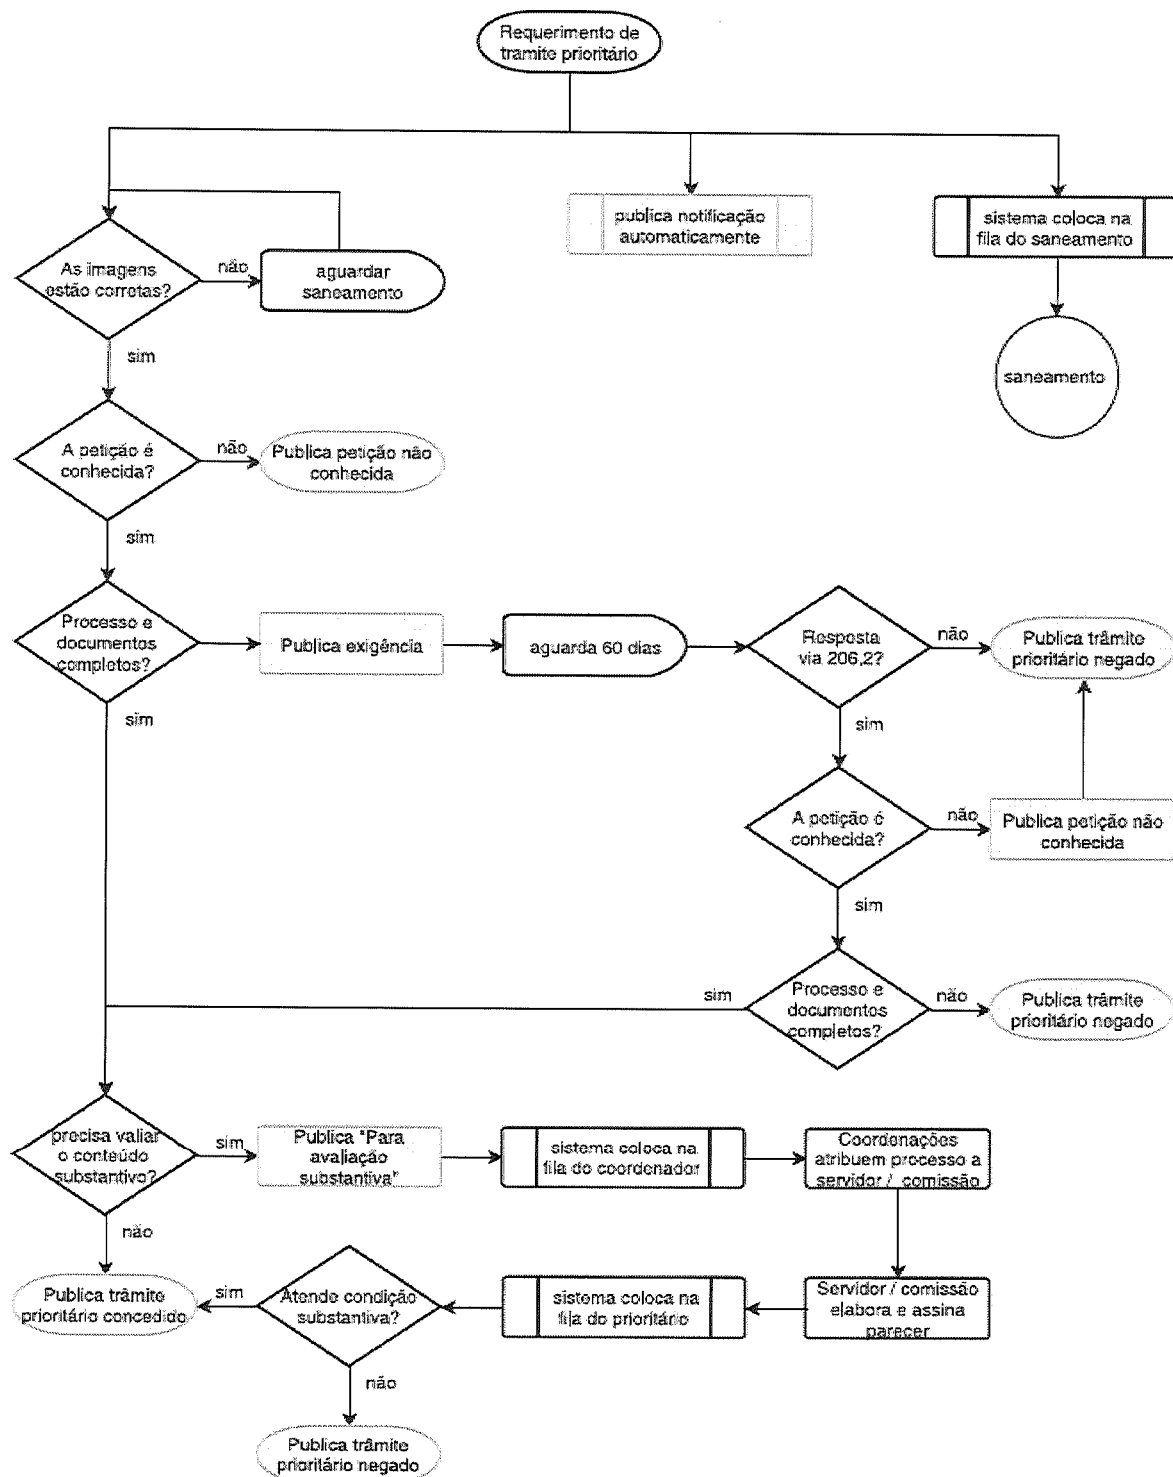 Requerimento de
tramite prioritário
publica notificação
automaticamente
sistema coloca na
fila do saneamento
As imagens
estão corretas?
não
aguardar
saneamento
sim
saneamento
A petição é
conhecida?
não
Publica petição não
conhecida
sim
Processo e
documentos
completos?
Publica exigência
aguarda 60 dias
Resposta
via 206,2?
não
Publica trâmite
prioritário negado
sim
sim
A petição é
conhecida?
não
Publica petição não
conhecida
sim
sim
Processo e
documentos
completos?
não
Publica trâmite
prioritário negado
precisa valiar
o conteúdo
substantivo?
sim
Publica "Para
avaliação
substantiva"
sistema coloca na
fila do coordenador
Coordenações
atribuem processo a
servidor / comissão
não
Publica trâmite
prioritário concedido
sim
Atende condição
substantiva?
sistema coloca na
fila do prioritário
Servidor / comissão
elabora e assina
parecer
não
Publica trâmite
prioritário negado